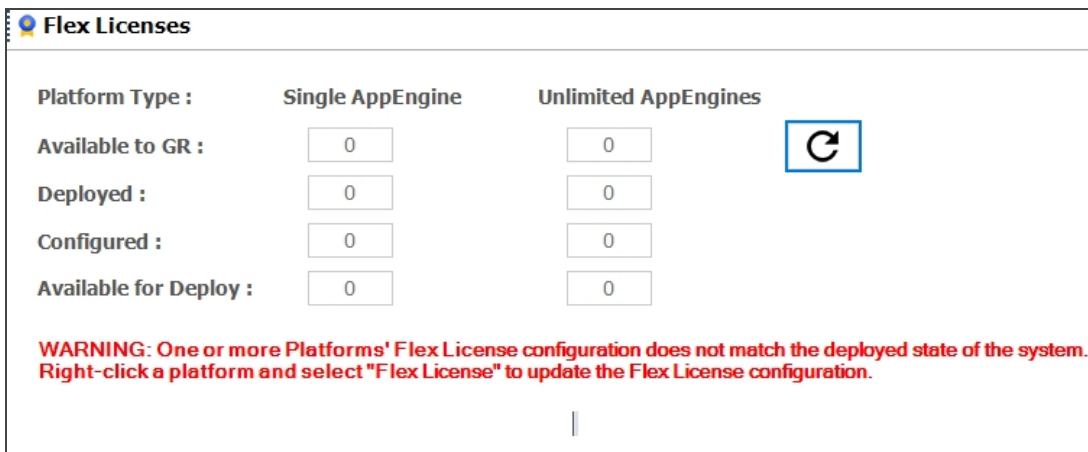 Flex Licenses
Platform Type : Single AppEngine Unlimited AppEngines
Available to GR : 0 0
Deployed : 0 0
Configured : 0 0
Available for Deploy : 0 0
WARNING: One or more Platforms' Flex License configuration does not match the deployed state of the system.
Right-click a platform and select "Flex License" to update the Flex License configuration.